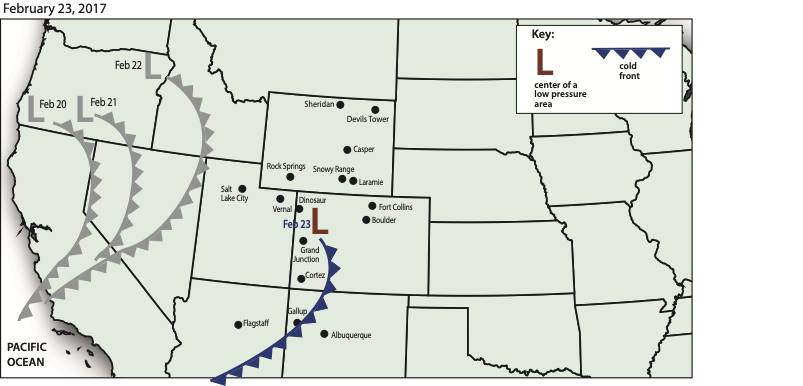 February 23, 2017
Key:
L
center of a
low pressure
area
cold
front
Feb 22
L
L
Feb 20
L
Feb 21
Sheridan
Devils Tower
Casper
Rock Springs
Snowy Range
Laramie
Salt
Lake City
Vernal
Dinosaur
Fort Collins
Boulder
Feb 23
L
Grand
Junction
Cortez
Gallup
Flagstaff
Albuquerque
PACIFIC
OCEAN